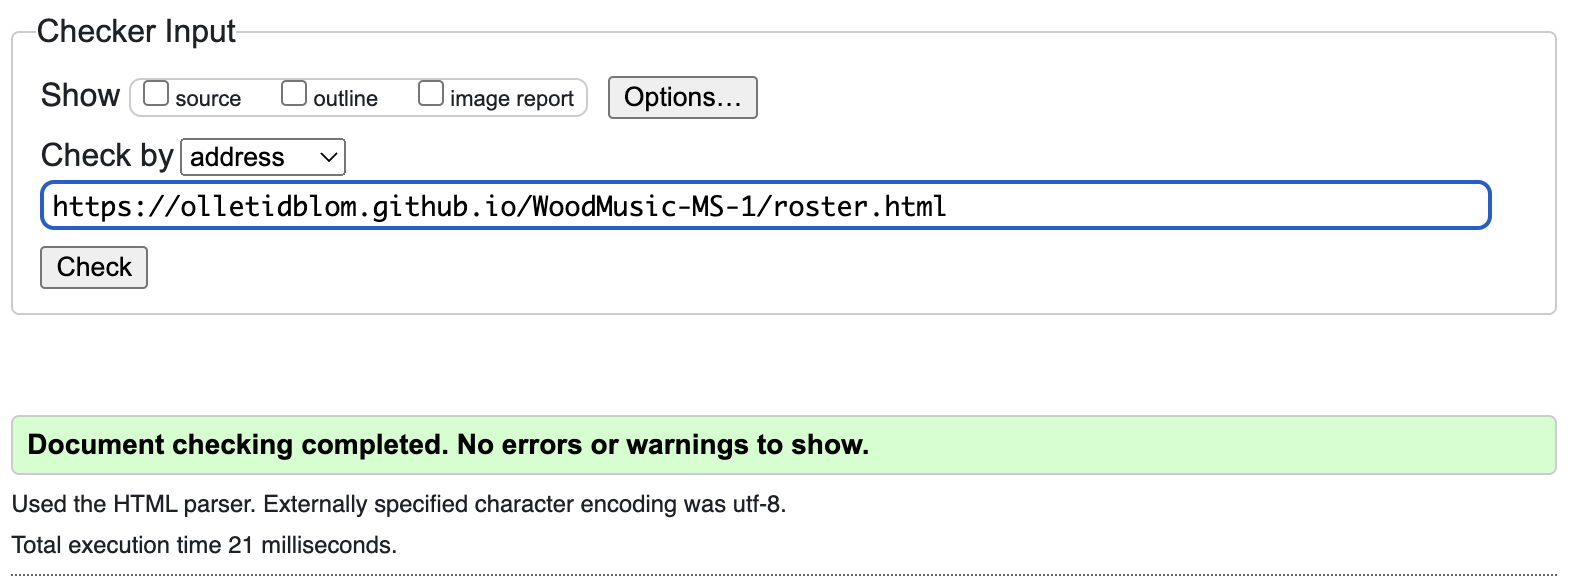 Checker Input
Show source outline image report Options...
Check by address
https://olletidblom.github.io/WoodMusic-MS-1/roster.html
Check
Document checking completed. No errors or warnings to show.
Used the HTML parser. Externally specified character encoding was utf-8.
Total execution time 21 milliseconds.